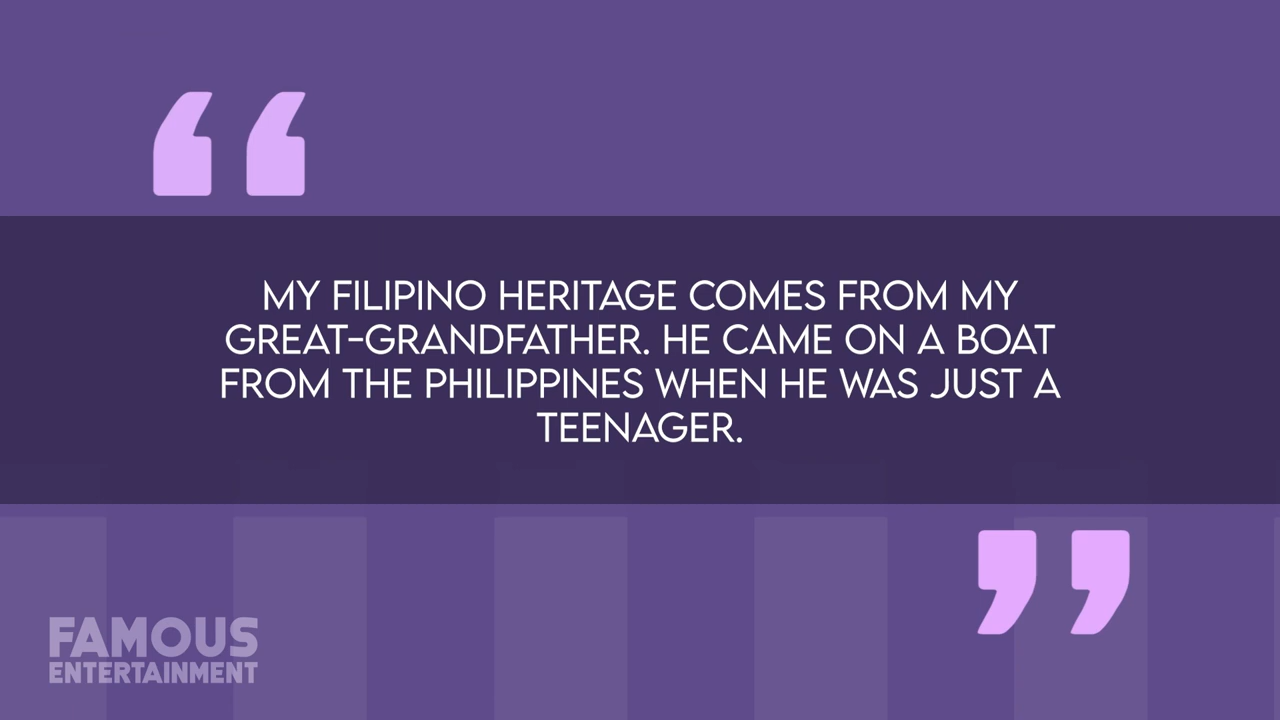 MY FILIPINO HERITAGE COMES FROM MY
GREAT-GRANDFATHER. HE CAME ON A BOAT
FROM THE PHILIPPINES WHEN HE WAS JUST A
TEENAGER.
FAMOUS
ENTERTAINMENT